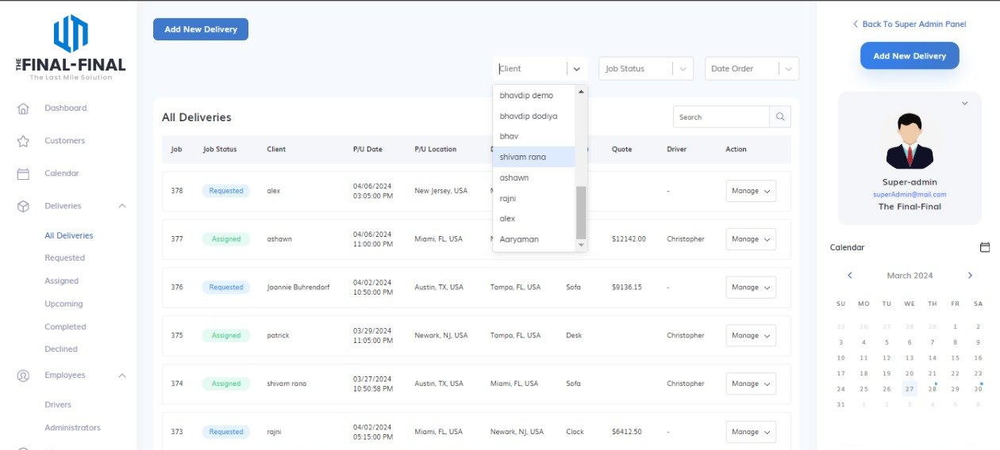 THE FINAL-FINAL
The Last Mile Solution
Dashboard
Customers
Calendar
Deliveries
All Deliveries
Requested
Assigned
Upcoming
Completed
Declined
Employees
Drivers
Administrators
Add New Delivery
Client
Job Status
Date Order
bhavdip demo
bhavdip dodiya
bhav
shivam rana
ashawn
rajni
alex
Aaryaman
All Deliveries
Search
Job Job Status Client P/U Date P/U Location Quote Driver Action
378 Requested alex 04/06/2024 03:05:00 PM New Jersey, USA - Manage
377 Assigned ashawn 04/06/2024 11:00:00 PM Miami, FL, USA $12142.00 Christopher Manage
376 Requested Joannie Buhrendorf 04/02/2024 10:50:00 PM Austin, TX, USA Tampa, FL, USA Sofa $9136.15 - Manage
375 Assigned patrick 03/29/2024 11:05:00 PM Newark, NJ, USA Tampa, FL, USA Desk Christopher Manage
374 Assigned shivam rana 03/27/2024 10:50:58 PM Austin, TX, USA Miami, FL, USA Sofa Christopher Manage
373 Requested rajni 04/02/2024 05:15:00 PM Miami, FL, USA Newark, NJ, USA Clock $6412.50 - Manage
Back To Super Admin Panel
Add New Delivery
Super-admin
superAdmin@mail.com
The Final-Final
Calendar
March 2024
SU MO TU WE TH FR SA
25 26 27 28 29 1 2
3 4 5 6 7 8 9
10 11 12 13 14 15 16
17 18 19 20 21 22 23
24 25 26 27 28 29 30
31 1 2 3 4 5 6